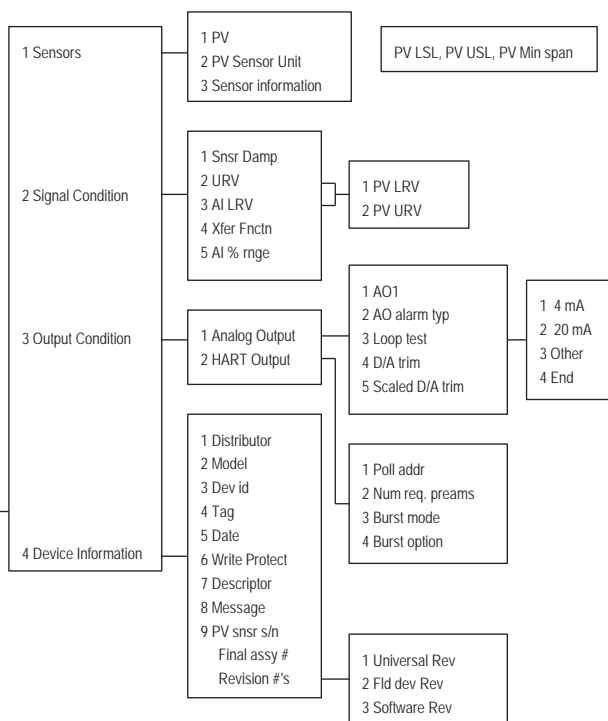 1 Sensors
2 Signal Condition
3 Output Condition
4 Device Information
1 PV
2 PV Sensor Unit
3 Sensor information
PV LSL, PV USL, PV Min span
1 Snsr Damp
2 URV
3 AI LRV
4 Xfer Fnctn
5 AI % rnge
1 PV LRV
2 PV URV
1 Analog Output
2 HART Output
1 AO1
2 AO alarm typ
3 Loop test
4 D/A trim
5 Scaled D/A trim
1 4 mA
2 20 mA
3 Other
4 End
1 Poll addr
2 Num req. preams
3 Burst mode
4 Burst option
1 Distributor
2 Model
3 Dev id
4 Tag
5 Date
6 Write Protect
7 Descriptor
8 Message
9 PV snsr s/n
Final assy #
Revision #'s
1 Universal Rev
2 Fld dev Rev
3 Software Rev